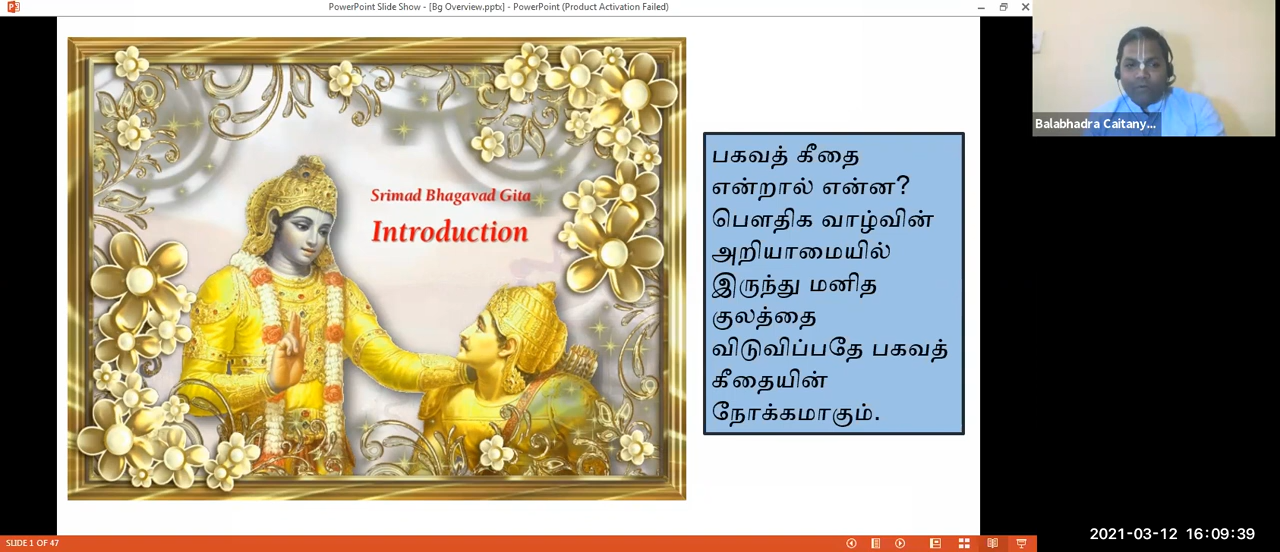 PowerPoint Slide Show - [Bg Overview.pptx] - PowerPoint (Product Activation Failed)
Srimad Bhagavad Gita
Introduction
பகவத் கீதை
என்றால் என்ன?
பௌதிக வாழ்வின்
அறியாமையில்
இருந்து மனித
குலத்தை
விடுவிப்பதே பகவத்
கீதையின்
நோக்கமாகும்.
Balabhadra Caitany...
SLIDE 1 OF 47
2021-03-12 16:09:39